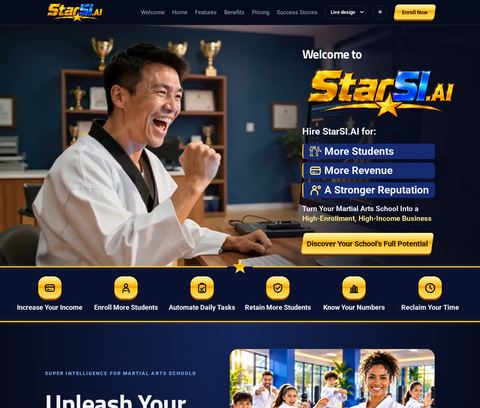 StarSI.AI
Welcome Home Features Benefits Pricing Success Stories Live design Enroll Now
Welcome to
StarSI.AI
Hire StarSI.AI for:
More Students
More Revenue
A Stronger Reputation
Turn Your Martial Arts School Into a
High-Enrollment, High-Income Business
Discover Your School's Full Potential
Increase Your Income Enroll More Students Automate Daily Tasks Retain More Students Know Your Numbers Reclaim Your Time
SUPER INTELLIGENCE FOR MARTIAL ARTS SCHOOLS
Unleash Your